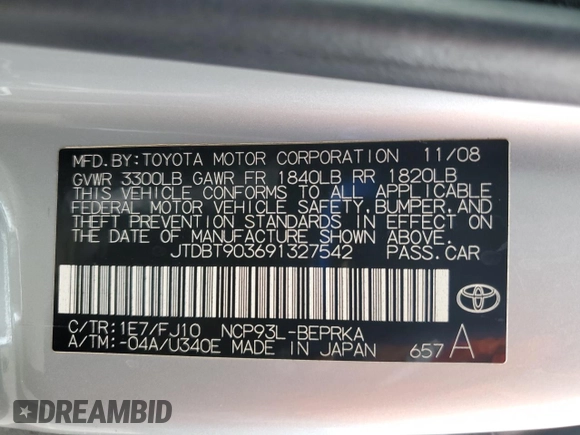 MFD. BY: TOYOTA MOTOR CORPORATION 11/08
GVWR 3300LB GAWR FR 1840LB RR 1820LB
THIS VEHICLE CONFORMS TO ALL APPLICABLE
FEDERAL MOTOR VEHICLE SAFETY, BUMPER, AND
THEFT PREVENTION STANDARDS IN EFFECT ON
THE DATE OF MANUFACTURE SHOWN ABOVE.
JTDBT903691327542 PASS. CAR
C/TR: 1E7/FJ10 NCP93L-BEPRKA
A/TM: -04A/U340E MADE IN JAPAN 657 A
DREAMBID